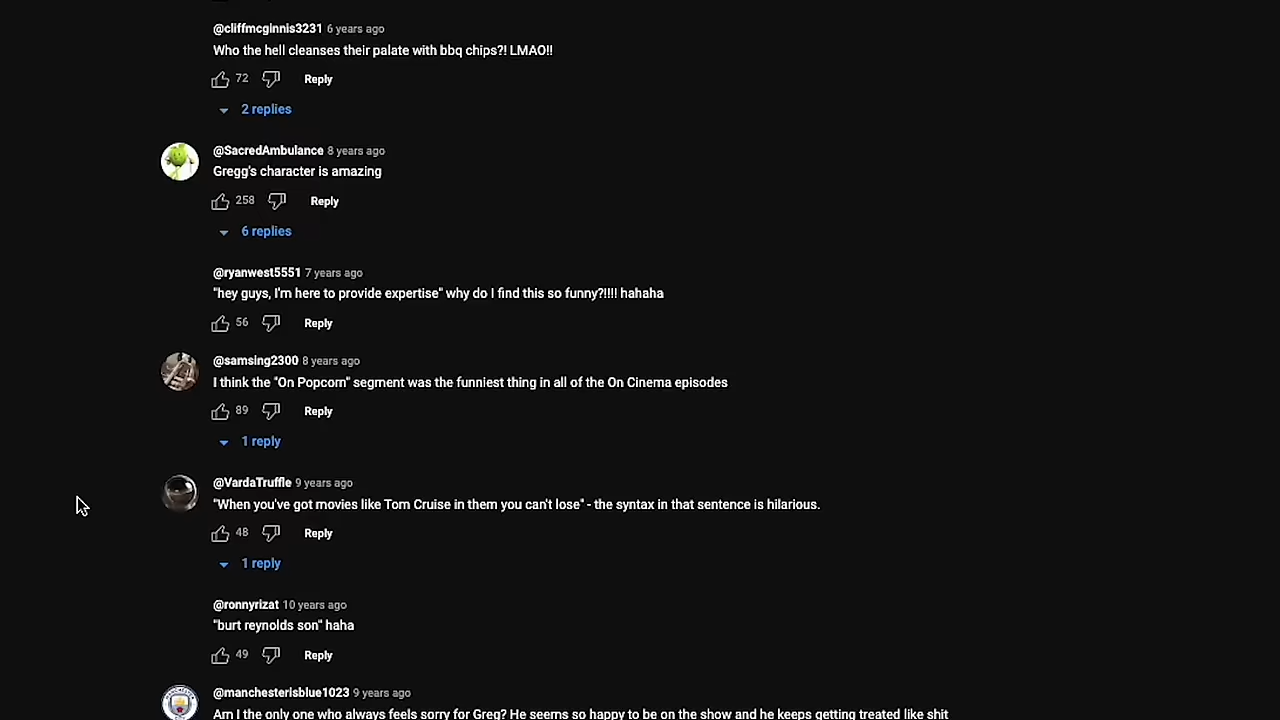 @cliffmcginnis3231 6 years ago
Who the hell cleanses their palate with bbq chips?! LMAO!!
72 Reply
2 replies
@SacredAmbulance 8 years ago
Gregg's character is amazing
258 Reply
6 replies
@ryanwest5551 7 years ago
"hey guys, I'm here to provide expertise" why do I find this so funny?!!!! hahaha
56 Reply
@samsing2300 8 years ago
I think the "On Popcorn" segment was the funniest thing in all of the On Cinema episodes
89 Reply
1 reply
@VardaTruffle 9 years ago
"When you've got movies like Tom Cruise in them you can't lose" - the syntax in that sentence is hilarious.
48 Reply
1 reply
@ronnyrizat 10 years ago
"burt reynolds son" haha
49 Reply
@manchesterisblue1023 9 years ago
Am I the only one who always feels sorry for Greg? He seems so happy to be on the show and he keeps getting treated like shit